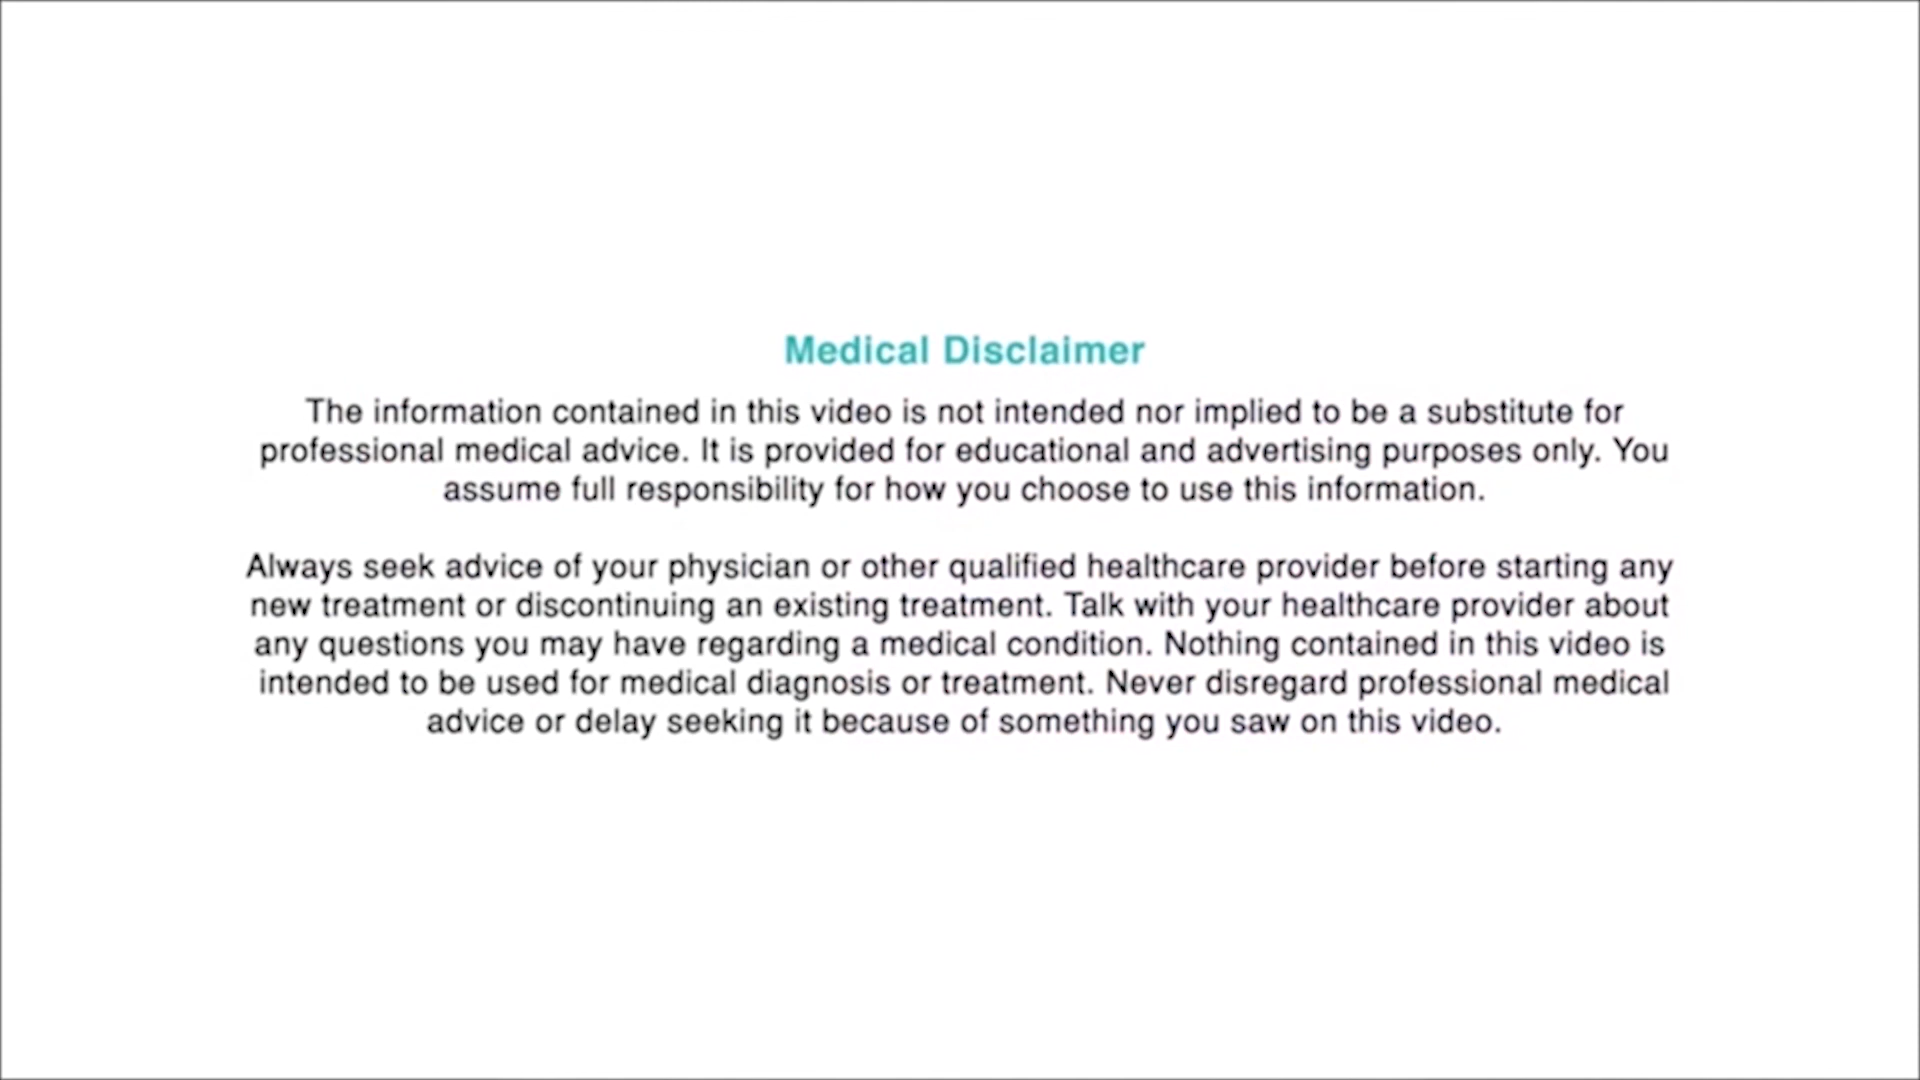 Medical Disclaimer
The information contained in this video is not intended nor implied to be a substitute for
professional medical advice. It is provided for educational and advertising purposes only. You
assume full responsibility for how you choose to use this information.
Always seek advice of your physician or other qualified healthcare provider before starting any
new treatment or discontinuing an existing treatment. Talk with your healthcare provider about
any questions you may have regarding a medical condition. Nothing contained in this video is
intended to be used for medical diagnosis or treatment. Never disregard professional medical
advice or delay seeking it because of something you saw on this video.